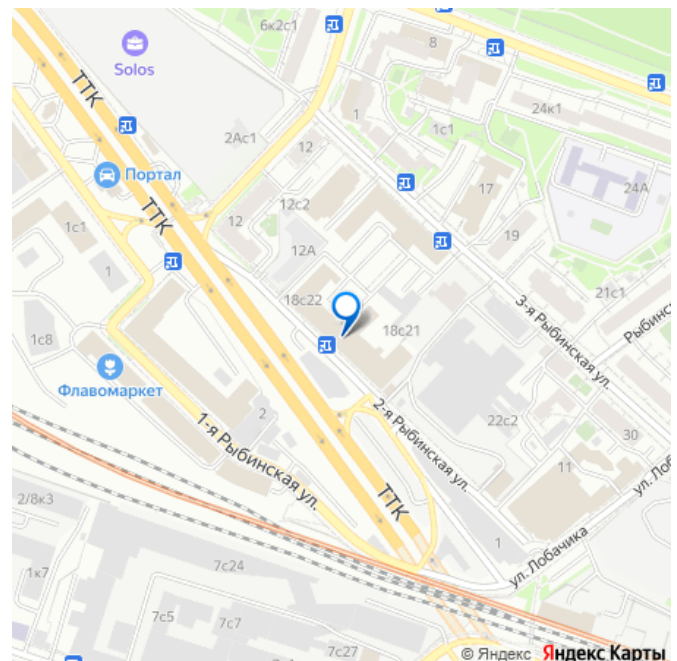 6к2с1
8
Solos
ТТК
24к1
2Ас1
1
1с1
12
Портал
17
24А
12с2
ТТК
12
1с1
19
12А
1
21с1
18с22
3-я Рыбинская ул.
Рыбинс
18с21
1с8
Флавомаркет
2
2-я Рыбинская ул.
22с2
1-я Рыбинская ул.
30
11
ул. Лоб
ТТК
2/8к3
1
ул. Лобачика
7с24
1к7
7с5
7с7
7с27
© Яндекс Яндекс Карты